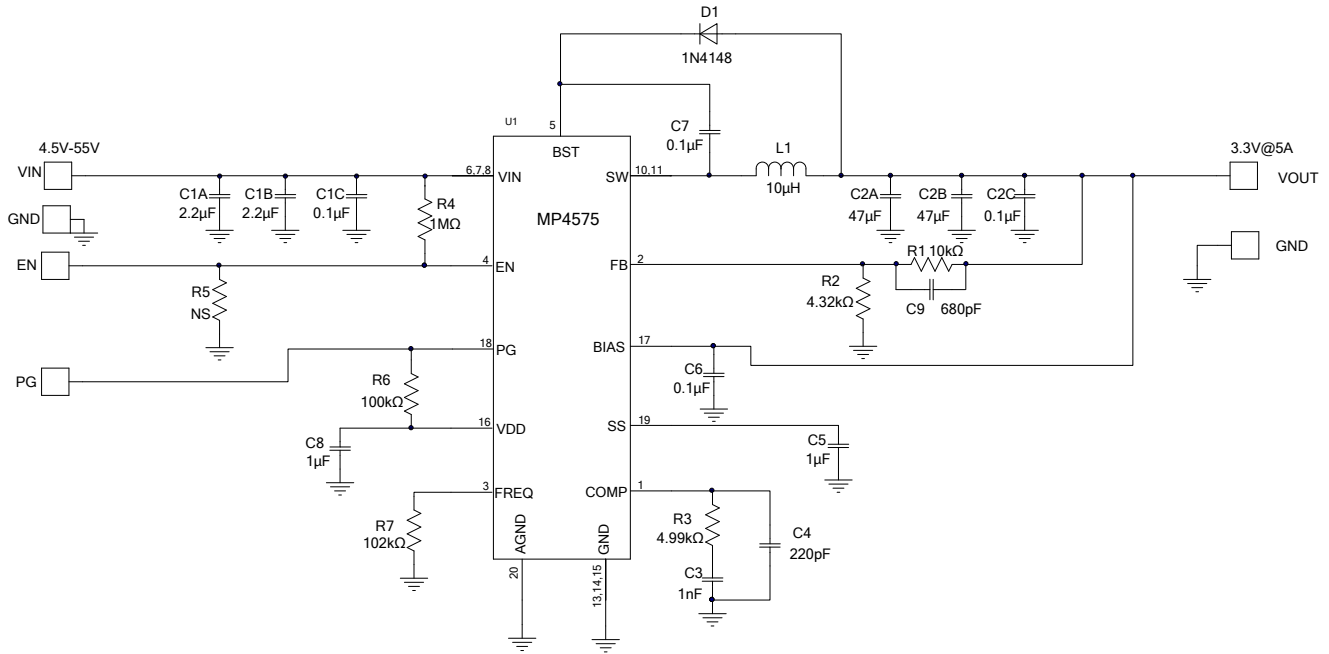 D1
1N4148
U1
5
BST
C7
0.1µF
L1
10µH
4.5V-55V
VIN
6,7,8
VIN
SW
10,11
3.3V@5A
VOUT
C1A
2.2µF
C1B
2.2µF
C1C
0.1µF
R4
1MΩ
MP4575
C2A
47µF
C2B
47µF
C2C
0.1µF
GND
GND
EN
4
EN
FB
2
R1
10kΩ
R2
4.32kΩ
C9
680pF
R5
NS
18
PG
BIAS
17
PG
R6
100kΩ
C6
0.1µF
16
VDD
SS
19
C8
1µF
C5
1µF
3
FREQ
COMP
1
R7
102kΩ
AGND
GND
R3
4.99kΩ
C4
220pF
20
13,14,15
C3
1nF